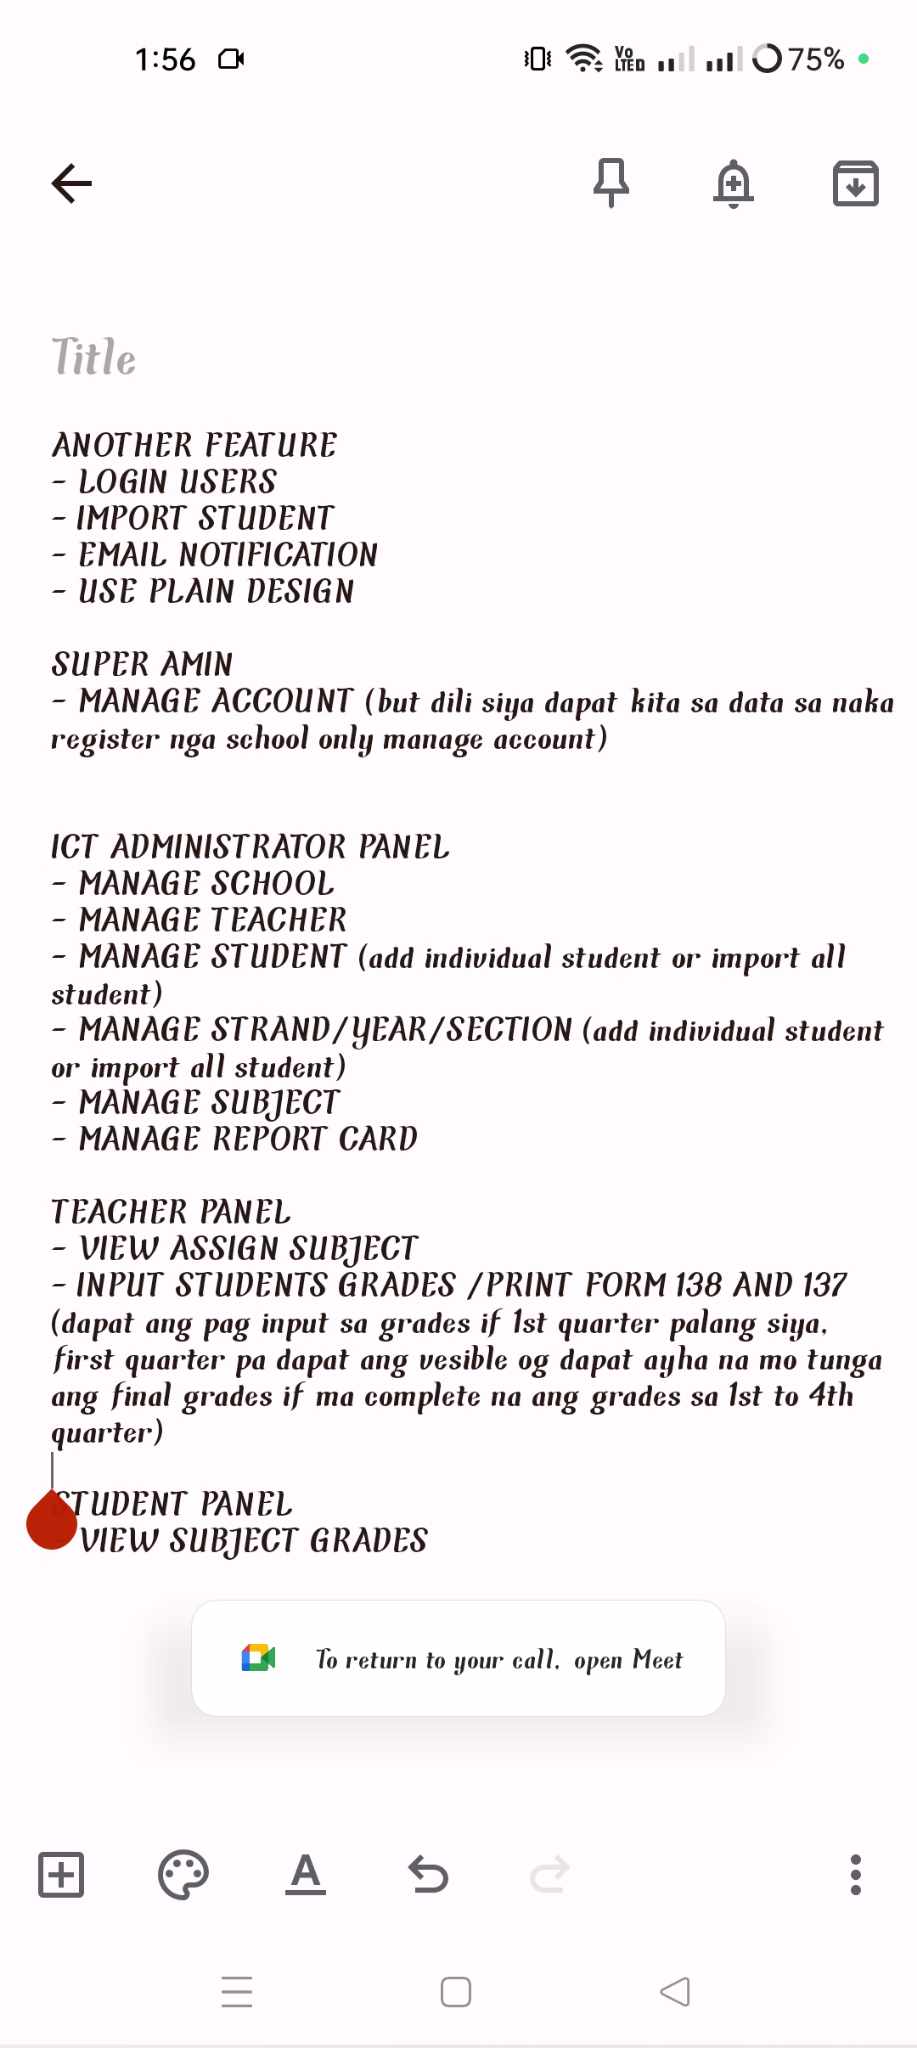 1:56
Vo
LTED
75%
Title
ANOTHER FEATURE
- LOGIN USERS
- IMPORT STUDENT
- EMAIL NOTIFICATION
- USE PLAIN DESIGN
SUPER AMIN
- MANAGE ACCOUNT (but dili siya dapat kita sa data sa naka
register nga school only manage account)
ICT ADMINISTRATOR PANEL
- MANAGE SCHOOL
- MANAGE TEACHER
- MANAGE STUDENT (add individual student or import all
student)
- MANAGE STRAND/YEAR/SECTION (add individual student
or import all student)
- MANAGE SUBJECT
- MANAGE REPORT CARD
TEACHER PANEL
- VIEW ASSIGN SUBJECT
- INPUT STUDENTS GRADES /PRINT FORM 138 AND 137
(dapat ang pag input sa grades if 1st quarter palang siya,
first quarter pa dapat ang vesible og dapat ayha na mo tunga
ang final grades if ma complete na ang grades sa 1st to 4th
quarter)
STUDENT PANEL
VIEW SUBJECT GRADES
To return to your call, open Meet
A